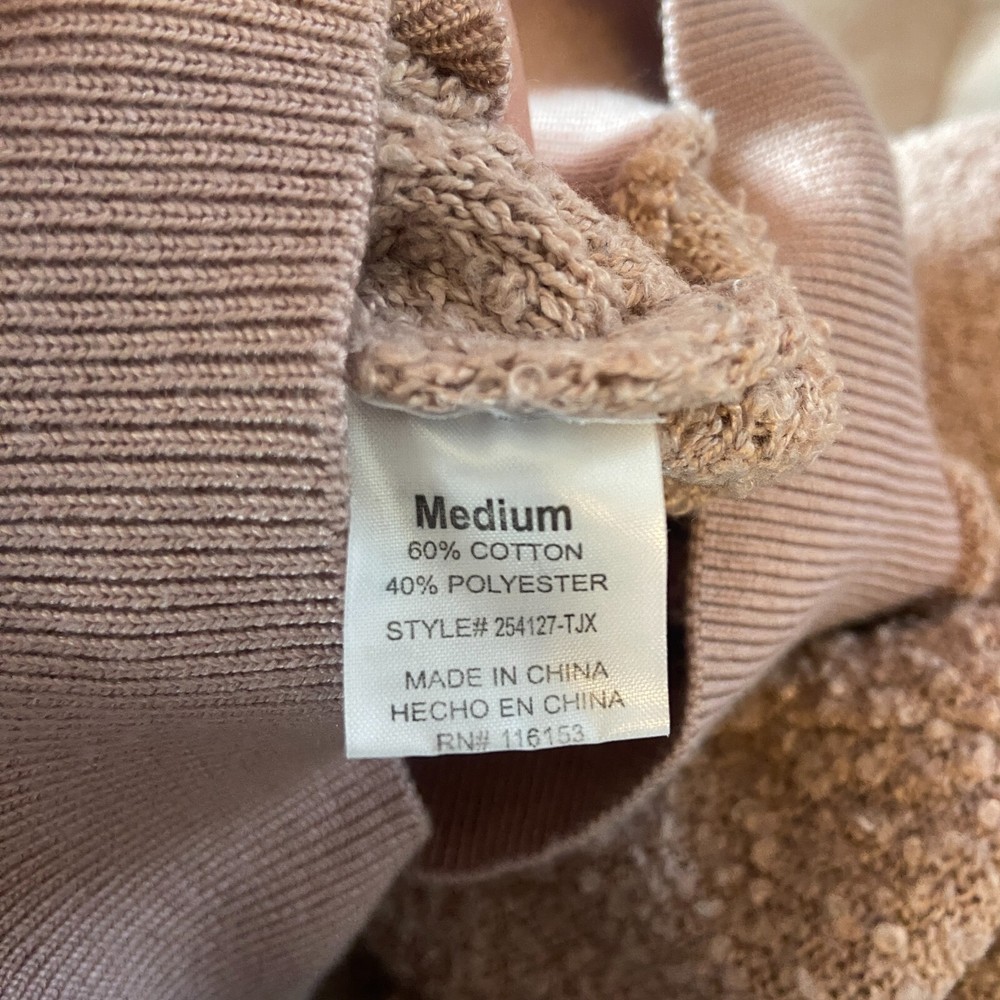 Medium
60% COTTON
40% POLYESTER
STYLE# 254127-TJX
MADE IN CHINA
HECHO EN CHINA
RN# 116153